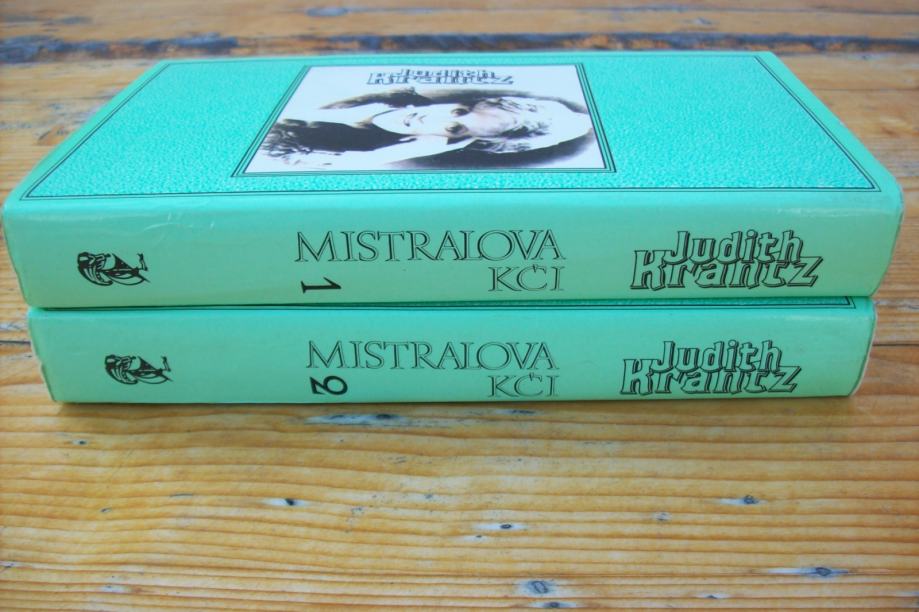 Judith
Krantz
MISTRALOVA
KĆI
1
Judith
Krantz
MISTRALOVA
KĆI
2
Judith
Krantz